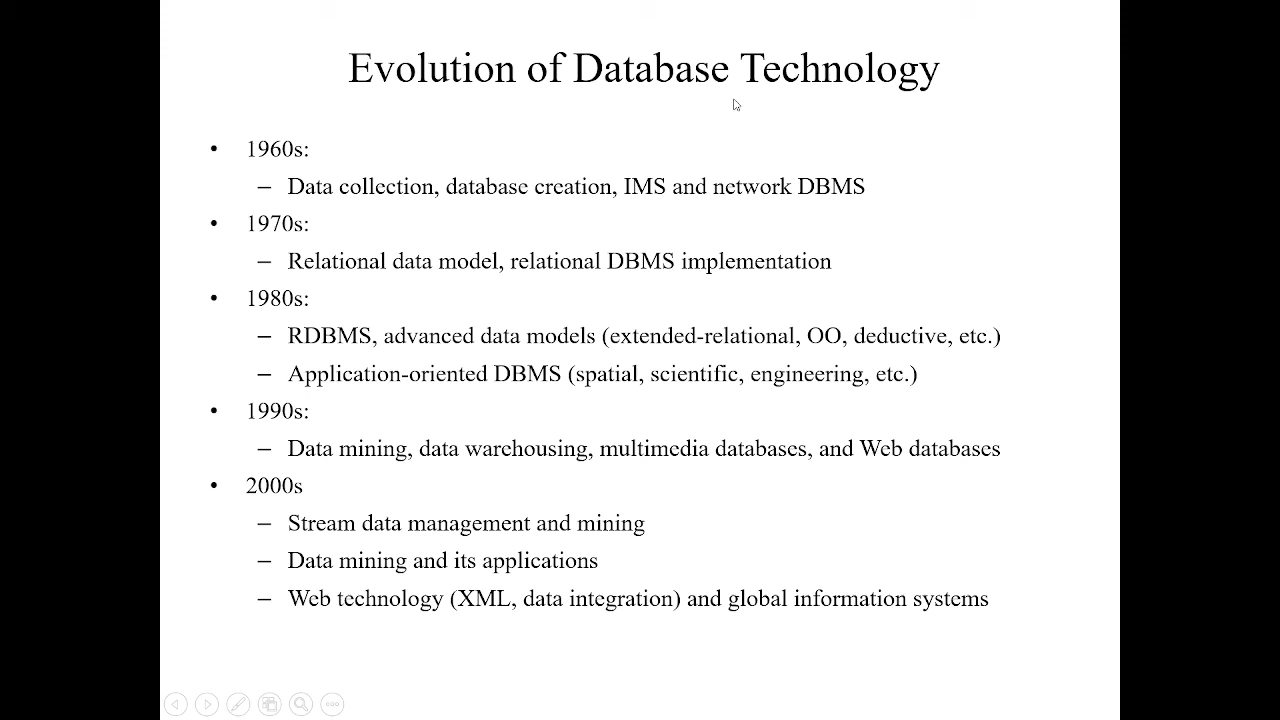 Evolution of Database Technology
• 1960s:
– Data collection, database creation, IMS and network DBMS
• 1970s:
– Relational data model, relational DBMS implementation
• 1980s:
– RDBMS, advanced data models (extended-relational, OO, deductive, etc.)
– Application-oriented DBMS (spatial, scientific, engineering, etc.)
• 1990s:
– Data mining, data warehousing, multimedia databases, and Web databases
• 2000s
– Stream data management and mining
– Data mining and its applications
– Web technology (XML, data integration) and global information systems